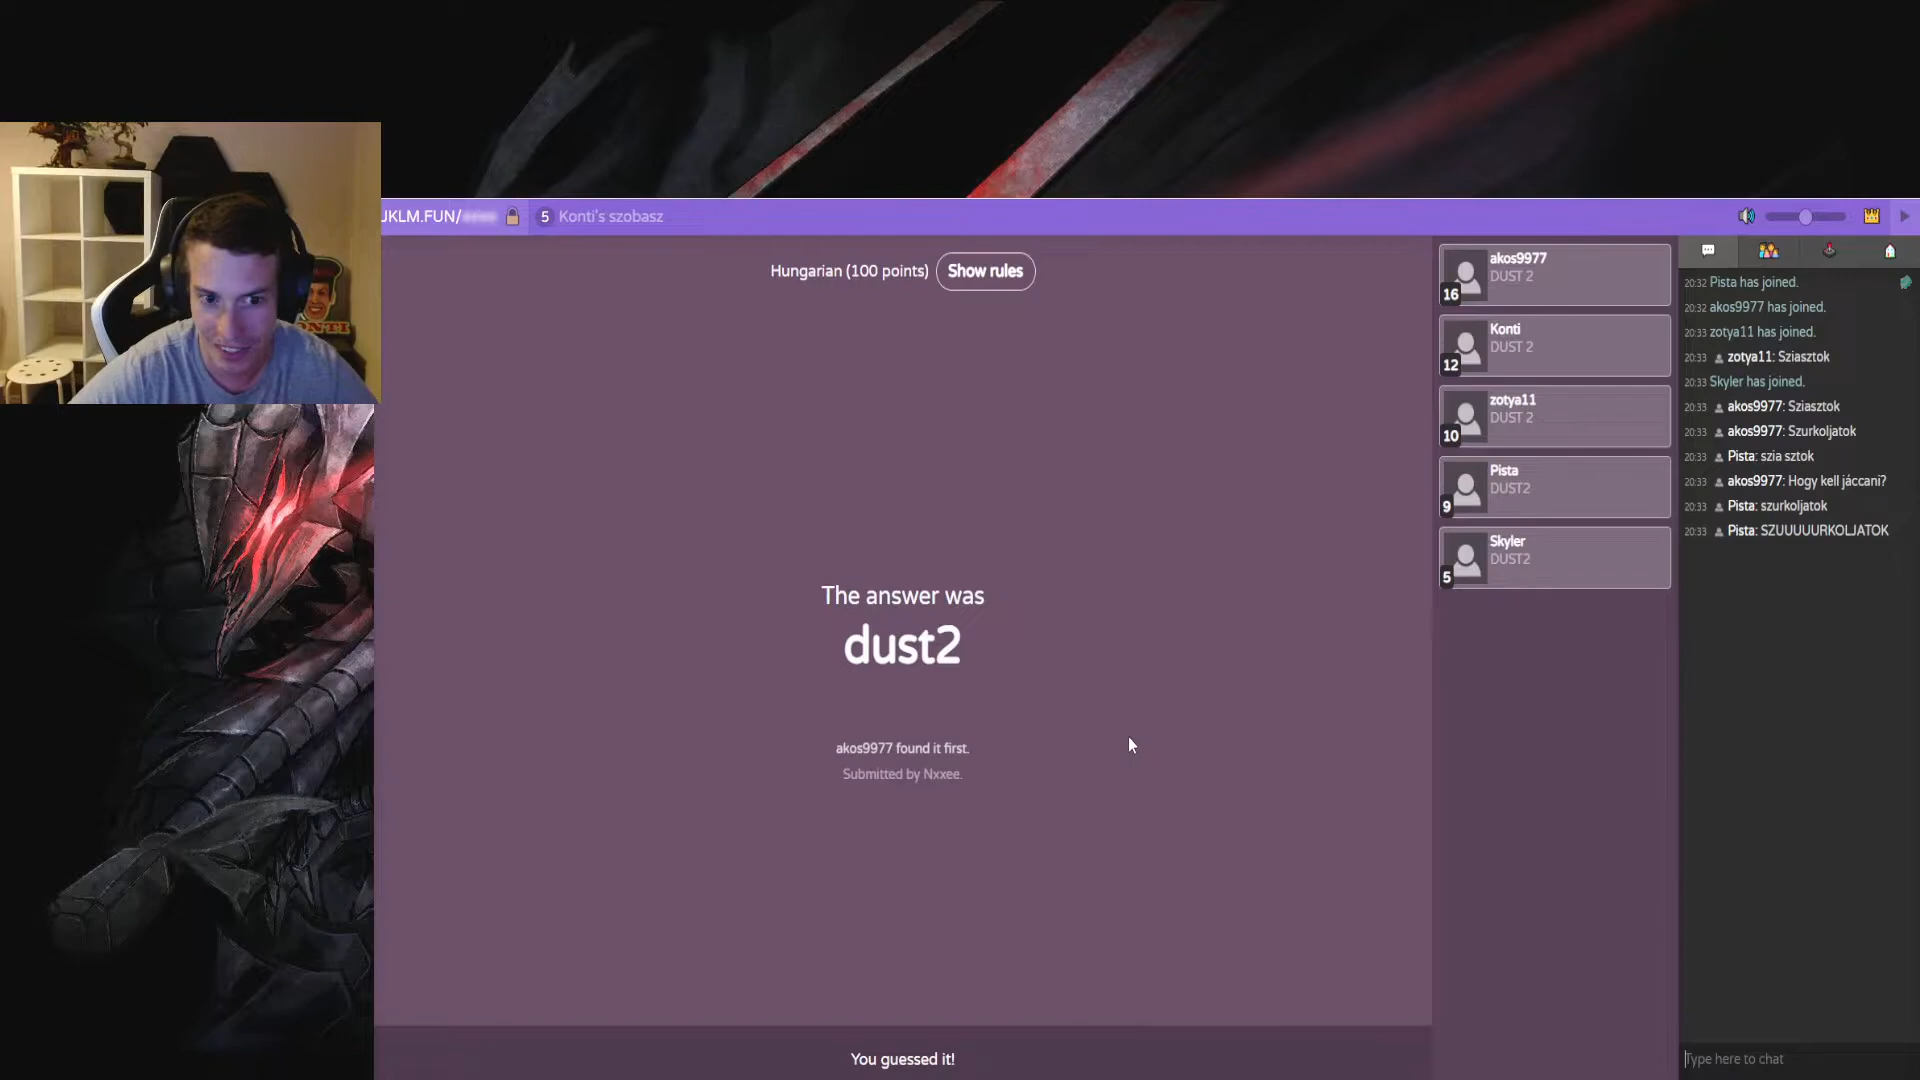 JKLM.FUN/
5 Konti's szobasz
Hungarian (100 points) Show rules
The answer was
dust2
akos9977 found it first.
Submitted by Nxxee.
You guessed it!
akos9977
DUST 2
16
Konti
DUST 2
12
zotya11
DUST 2
10
Pista
DUST2
9
Skyler
DUST2
5
20:32 Pista has joined.
20:32 akos9977 has joined.
20:33 zotya11 has joined.
20:33 zotya11: Sziasztok
20:33 Skyler has joined.
20:33 akos9977: Sziasztok
20:33 akos9977: Szurkoljatok
20:33 Pista: szia sztok
20:33 akos9977: Hogy kell jáccani?
20:33 Pista: szurkoljatok
20:33 Pista: SZUUUUURKOLJATOK
Type here to chat